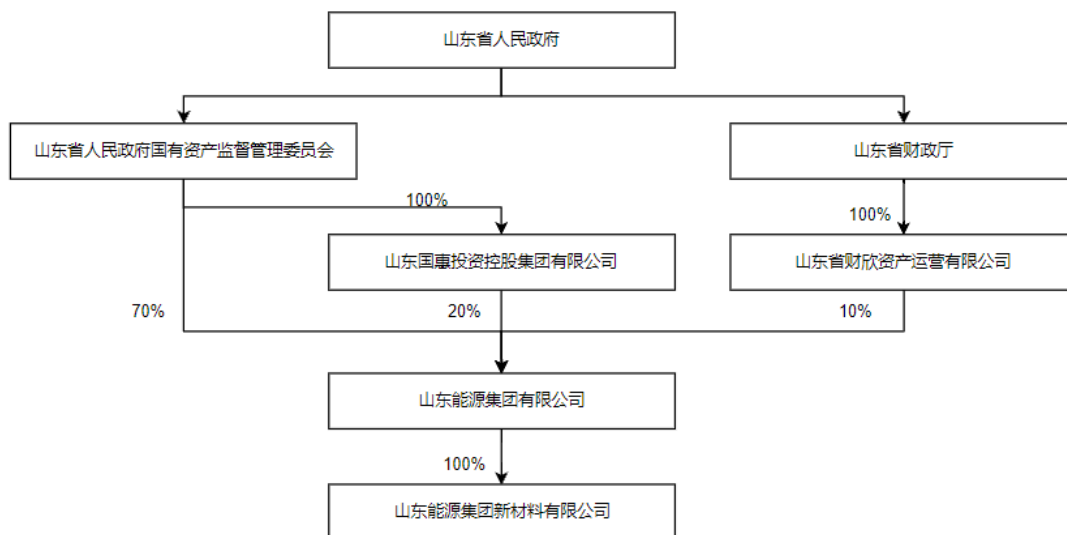 山东省人民政府
山东省人民政府国有资产监督管理委员会
山东省财政厅
100%
100%
山东国惠投资控股集团有限公司
山东省财欣资产运营有限公司
70%
20%
10%
山东能源集团有限公司
100%
山东能源集团新材料有限公司